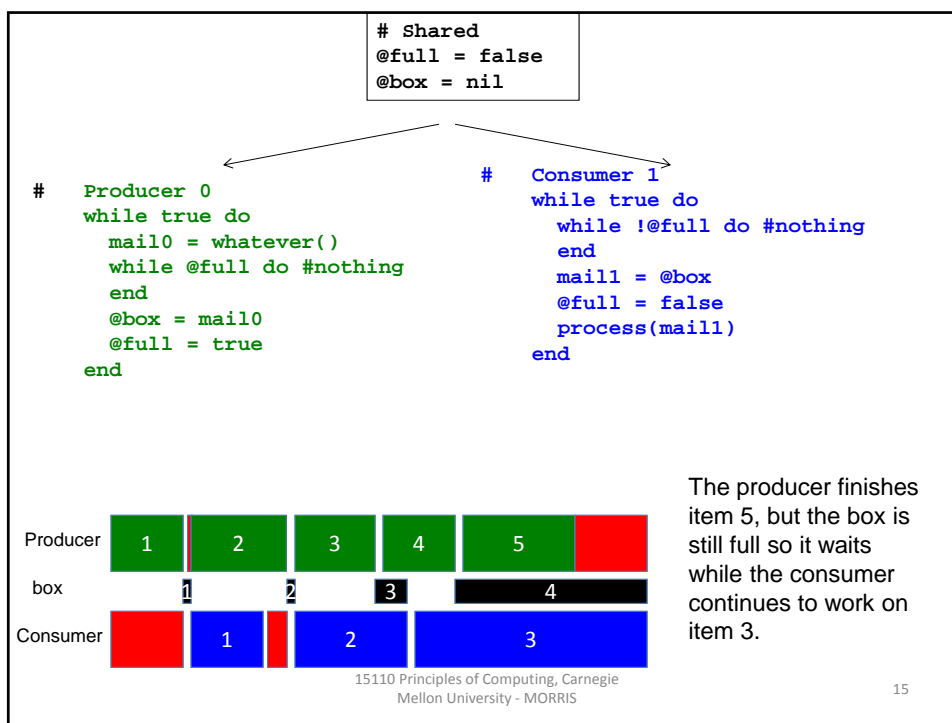 # Shared
@full = false
@box = nil
# Producer 0
while true do
mail0 = whatever()
while @full do #nothing
end
@box = mail0
@full = true
end
# Consumer 1
while true do
while !@full do #nothing
end
mail1 = @box
@full = false
process(mail1)
end
Producer 1 2 3 4 5
box 1 2 3 4
Consumer 1 2 3
The producer finishes
item 5, but the box is
still full so it waits
while the consumer
continues to work on
item 3.
15110 Principles of Computing, Carnegie
Mellon University - MORRIS
15